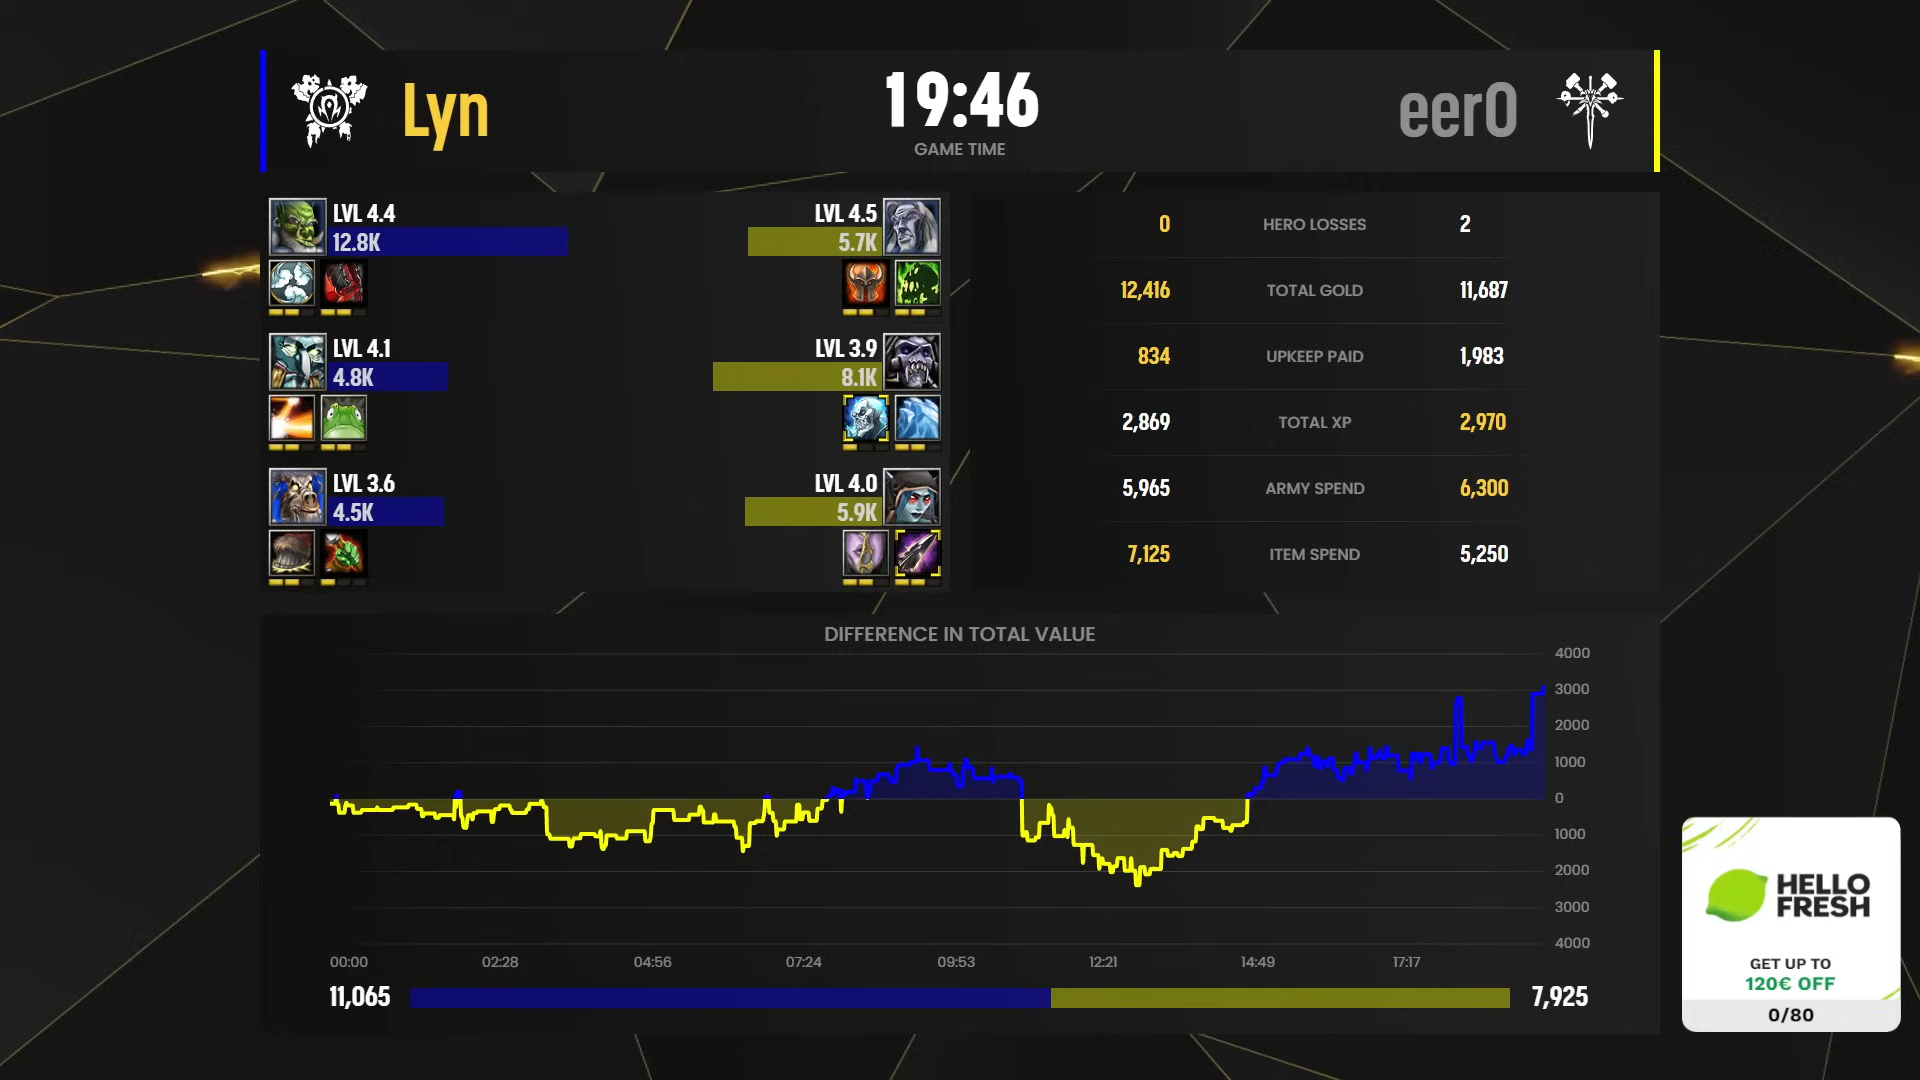 Lyn
19:46
GAME TIME
eer0
LVL 4.4
12.8K
LVL 4.5
5.7K
LVL 4.1
4.8K
LVL 3.9
8.1K
LVL 3.6
4.5K
LVL 4.0
5.9K
0 HERO LOSSES 2
12,416 TOTAL GOLD 11,687
834 UPKEEP PAID 1,983
2,869 TOTAL XP 2,970
5,965 ARMY SPEND 6,300
7,125 ITEM SPEND 5,250
DIFFERENCE IN TOTAL VALUE
4000
3000
2000
1000
0
1000
2000
3000
4000
00:00 02:28 04:56 07:24 09:53 12:21 14:49 17:17
11,065 7,925
HELLO
FRESH
GET UP TO
120€ OFF
0/80